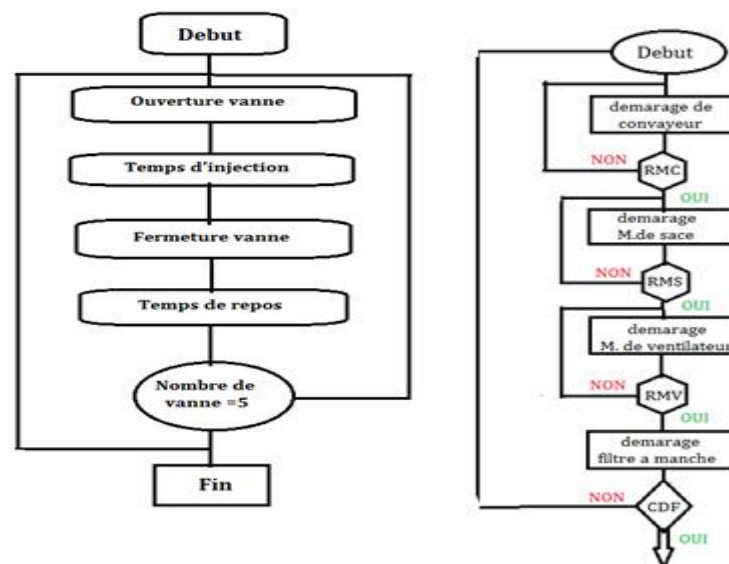 Debut
Ouverture vanne
Temps d'injection
Fermeture vanne
Temps de repos
Nombre de
vanne =5
Fin
Debut
demarage de
convayeur
NON
RMC
OUI
demarage
M.de sace
NON
RMS
OUI
demarage
M. de ventilateur
NON
RMV
OUI
demarage
filtre a manche
NON
CDF
OUI